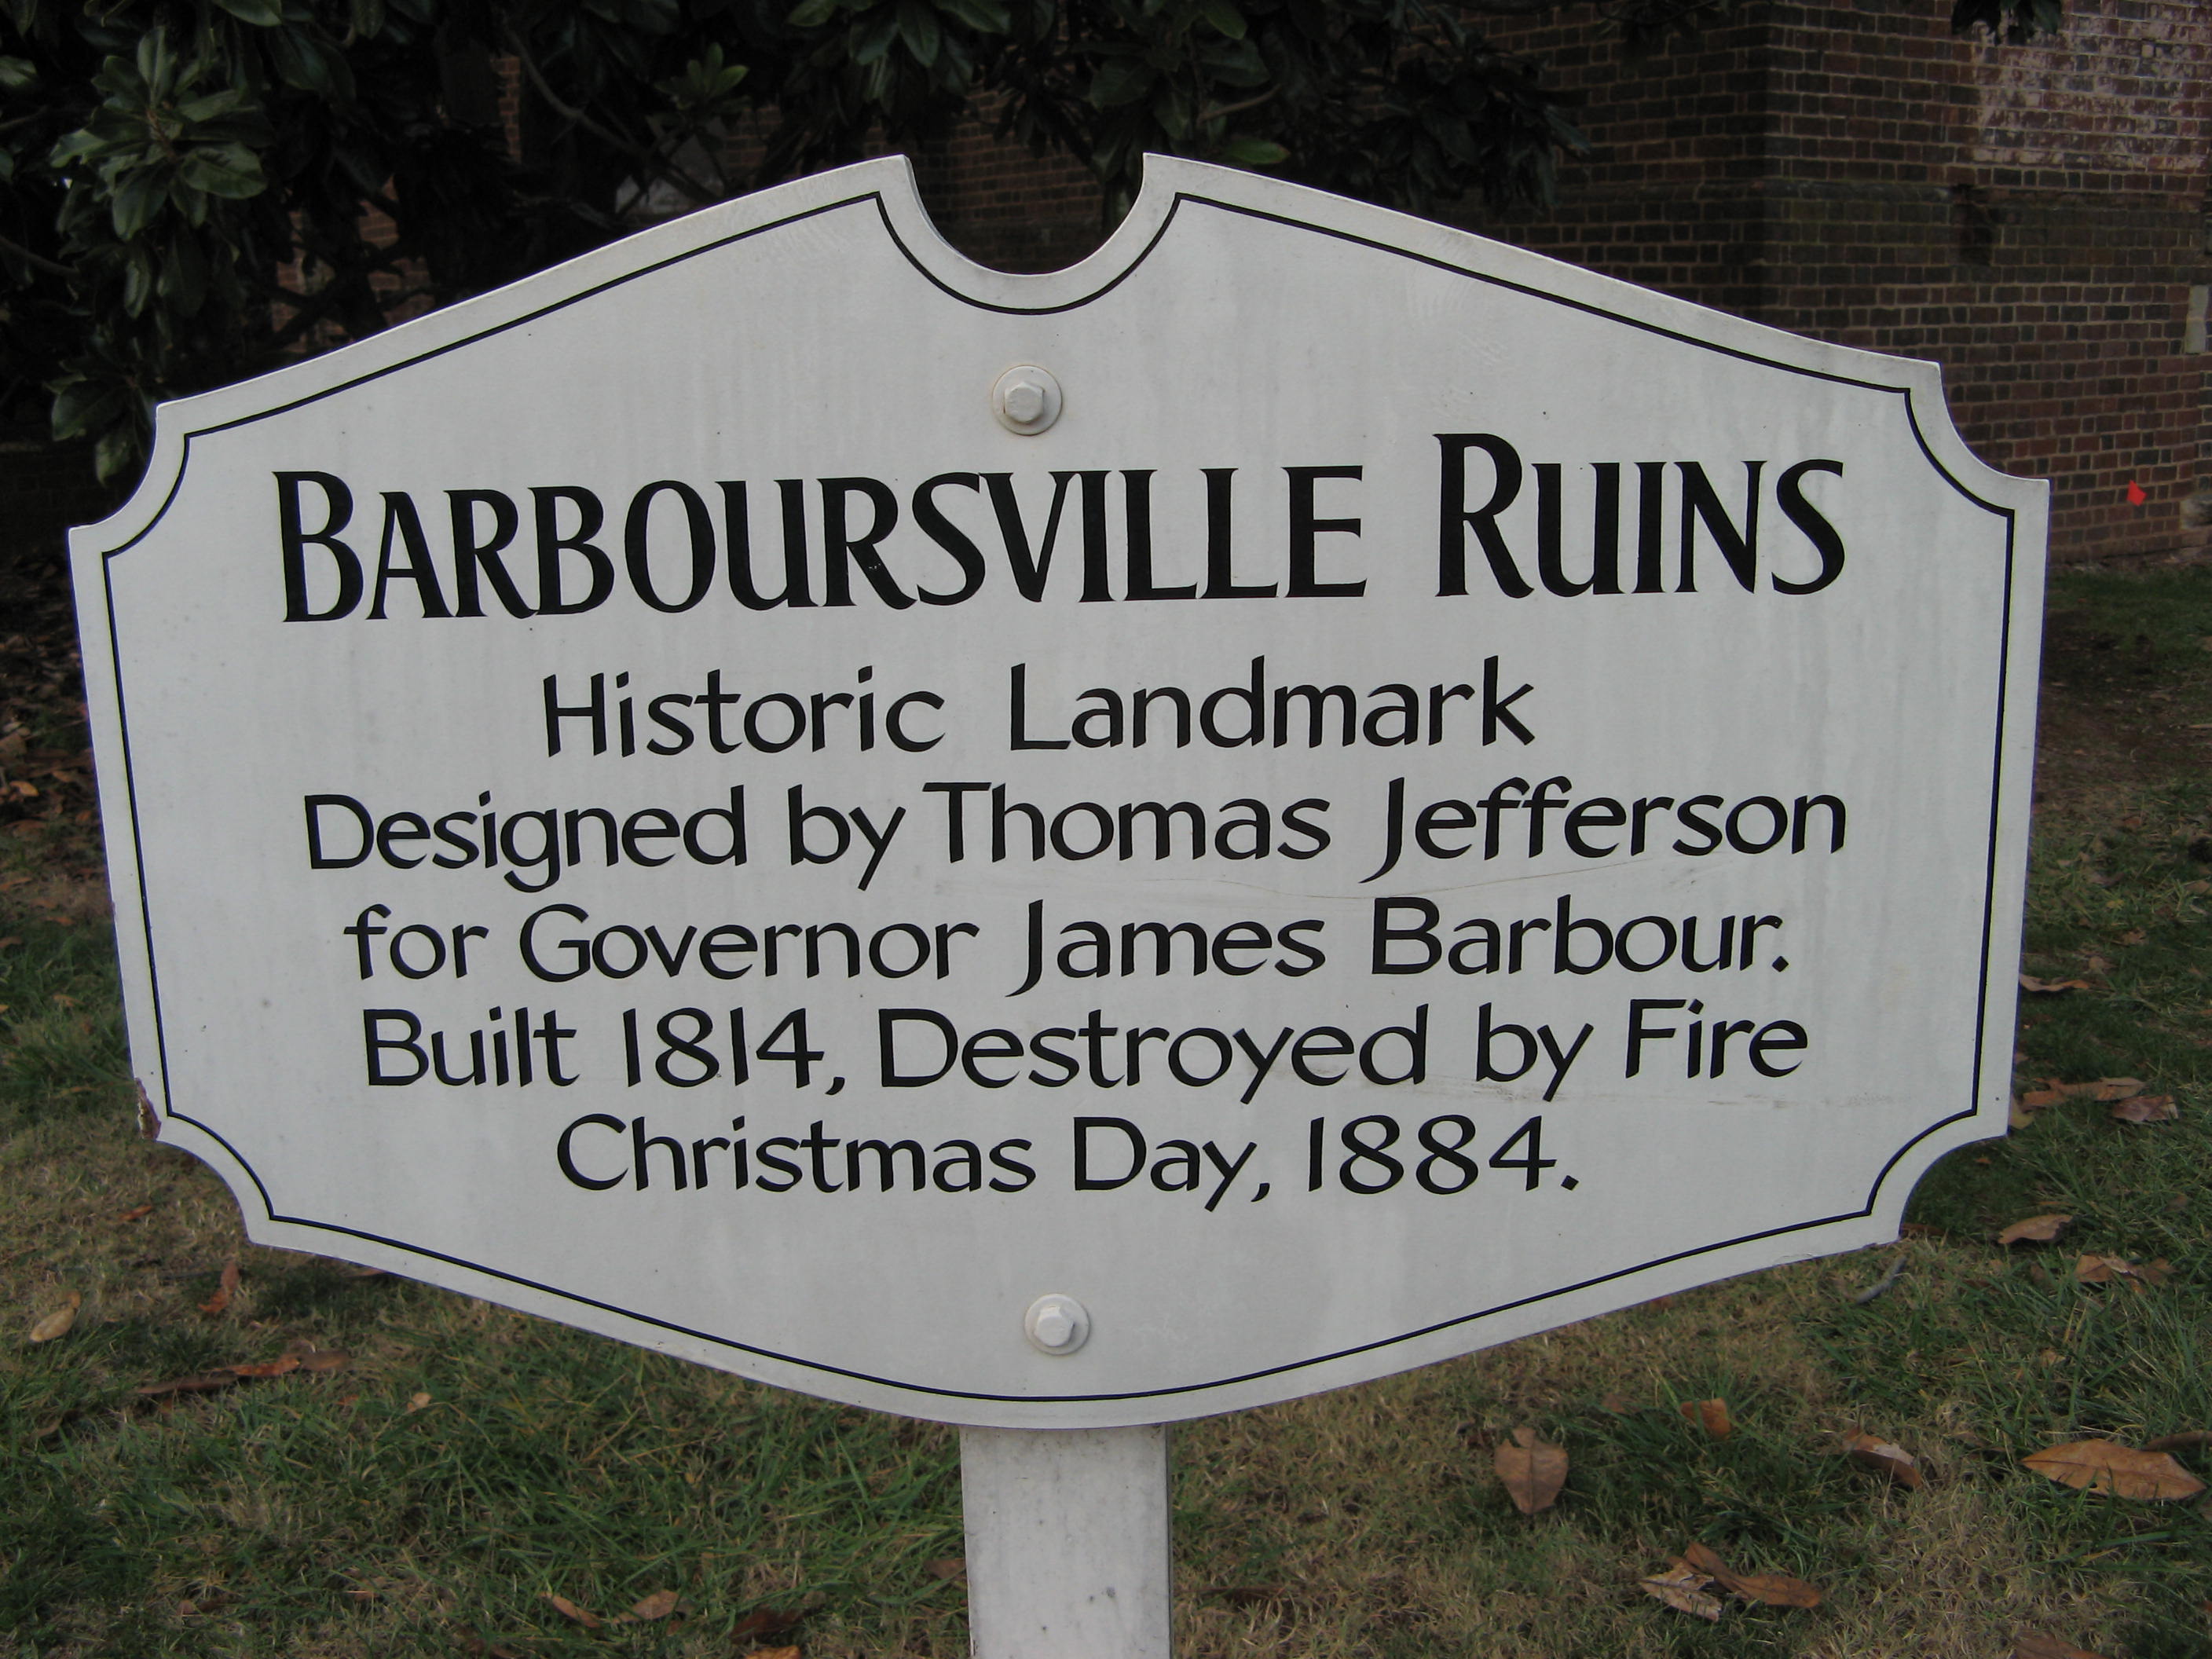 BARBOURSVILLE RUINS
Historic Landmark
Designed by Thomas Jefferson
for Governor James Barbour.
Built 1814, Destroyed by Fire
Christmas Day, 1884.